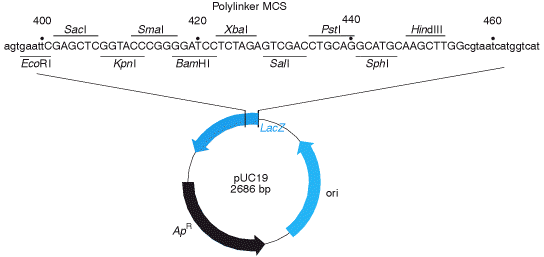 Polylinker MCS
400 420 440 460
SacI SmaI XbaI PstI HindIII
agtgaattCGAGCTCGGTACCCGGGGATCCTCTAGAGTCGACCTGCAGGCATGCAAGCTTGGcgtaatcatggtcat
EcoRI KpnI BamHI SalI SphI
LacZ
pUC19
2686 bp
ori
ApR